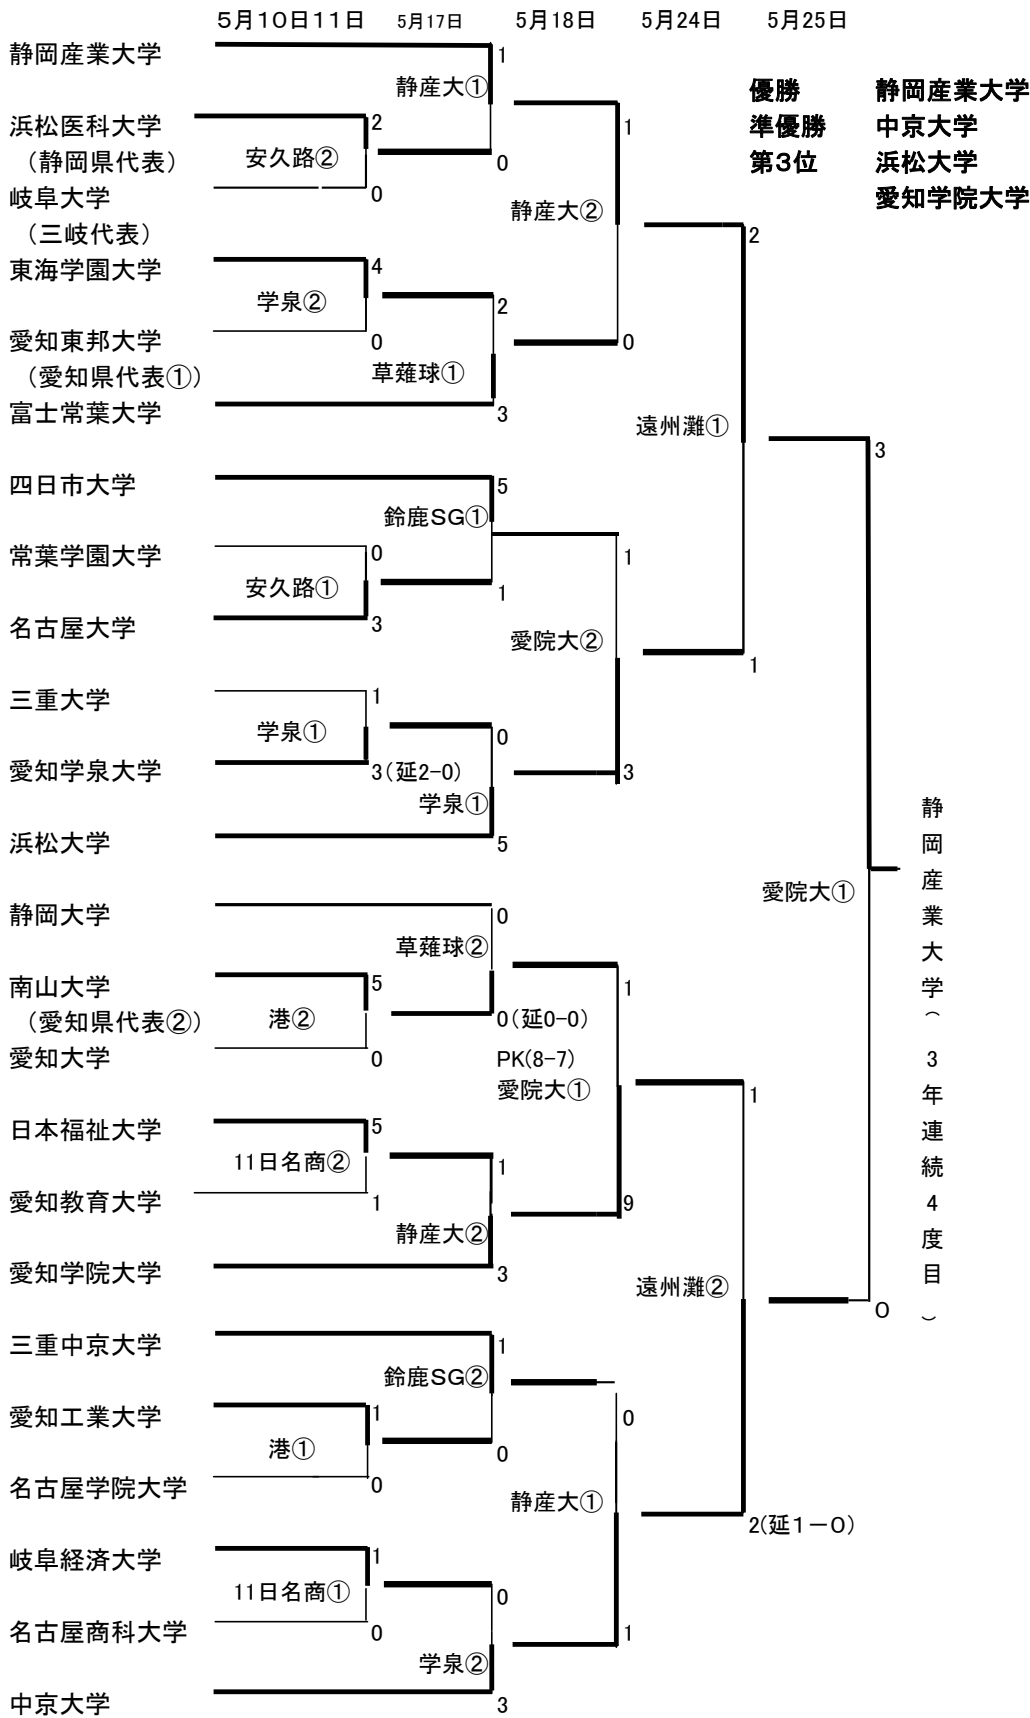 5月10日11日 5月17日 5月18日 5月24日 5月25日
静岡産業大学 1
静産大①
優勝 静岡産業大学
浜松医科大学 2 1 準優勝 中京大学
（静岡県代表） 安久路② 0 第3位 浜松大学
岐阜大学 0 愛知学院大学
静産大②
（三岐代表） 2
東海学園大学 4
学泉② 2
愛知東邦大学 0 0
（愛知県代表①） 草薙球①
富士常葉大学 3
遠州灘① 3
四日市大学 5
鈴鹿SG①
常葉学園大学 0 1
安久路① 1
名古屋大学 3
愛院大② 1
三重大学 1
学泉① 0
愛知学泉大学 3(延2-0) 3
学泉①
浜松大学 5
愛院大①
静岡産業大学（3年連続4度目）
静岡大学 0
草薙球②
南山大学 5 1
（愛知県代表②） 港② 0(延0-0)
愛知大学 0 PK(8-7)
愛院大① 1
日本福祉大学 5
11日名商② 1
愛知教育大学 1 9
静産大②
愛知学院大学 3
遠州灘② 0
三重中京大学 1
鈴鹿SG②
愛知工業大学 1 0
港① 0
名古屋学院大学 0
静産大① 2(延1-0)
岐阜経済大学 1
11日名商① 0
名古屋商科大学 0 1
学泉②
中京大学 3